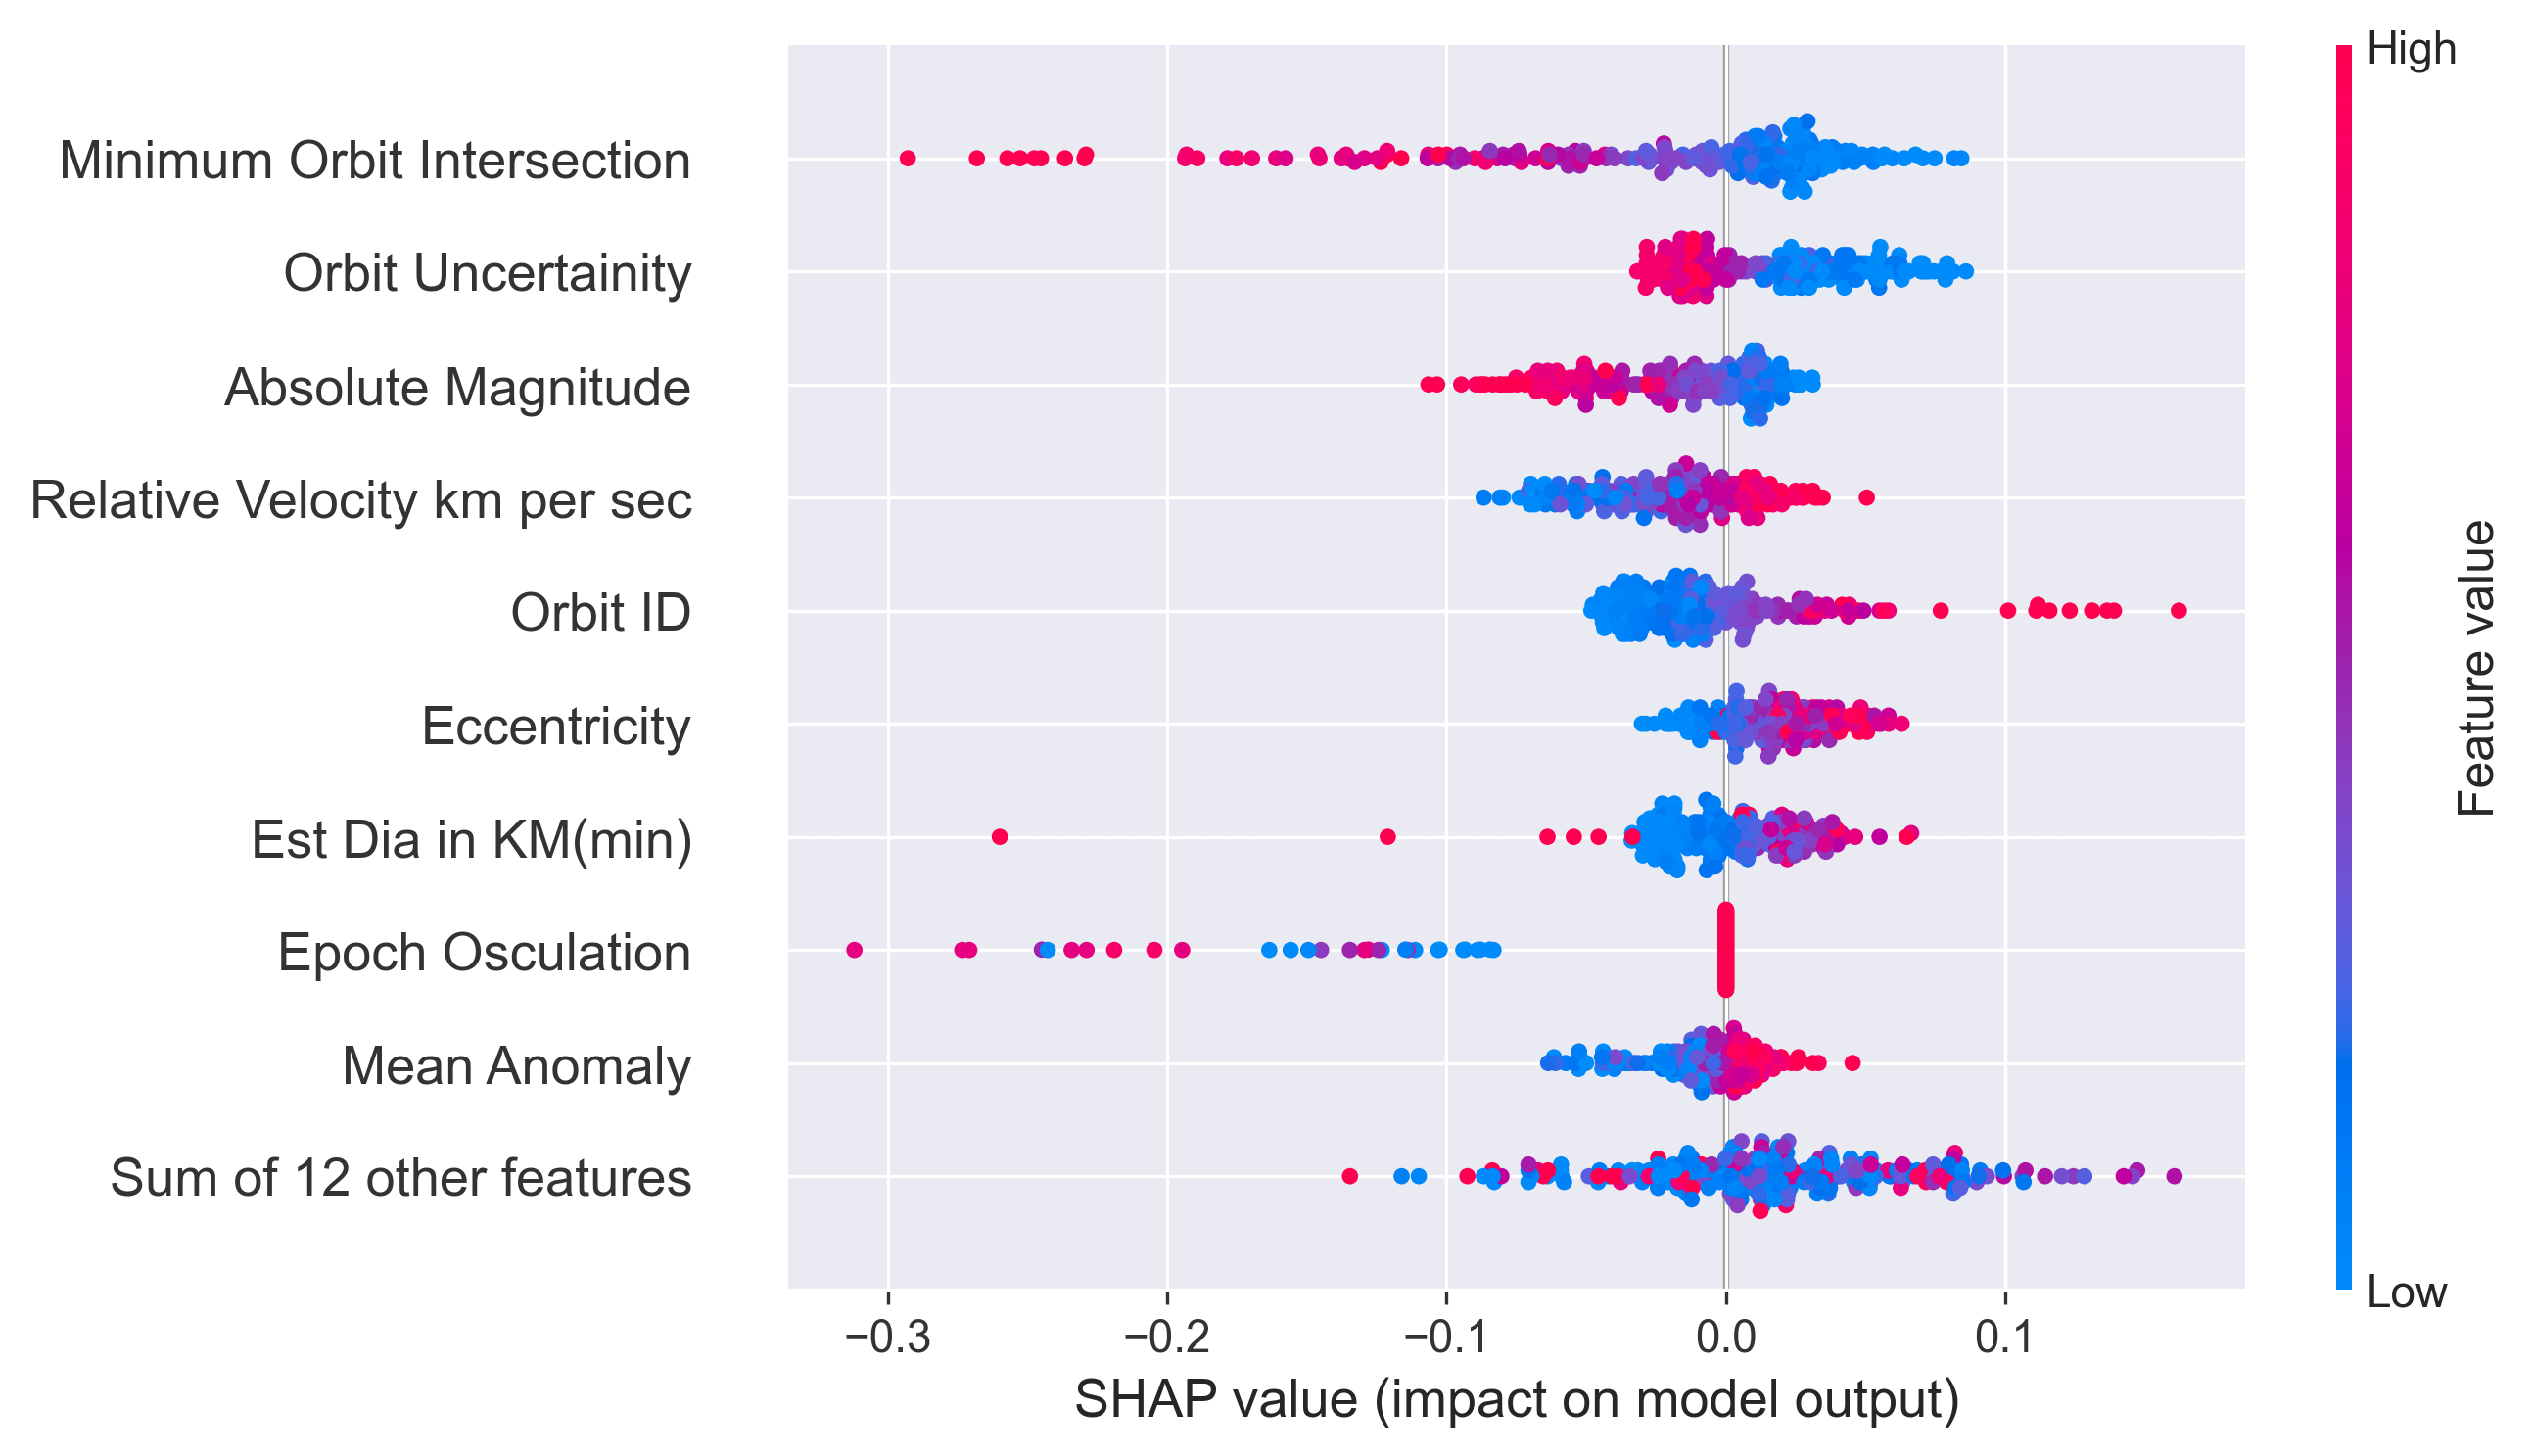 High
Minimum Orbit Intersection
Orbit Uncertainity
Absolute Magnitude
Relative Velocity km per sec
Orbit ID
Eccentricity
Est Dia in KM(min)
Epoch Osculation
Mean Anomaly
Sum of 12 other features
Feature value
Low
−0.3 −0.2 −0.1 0.0 0.1
SHAP value (impact on model output)